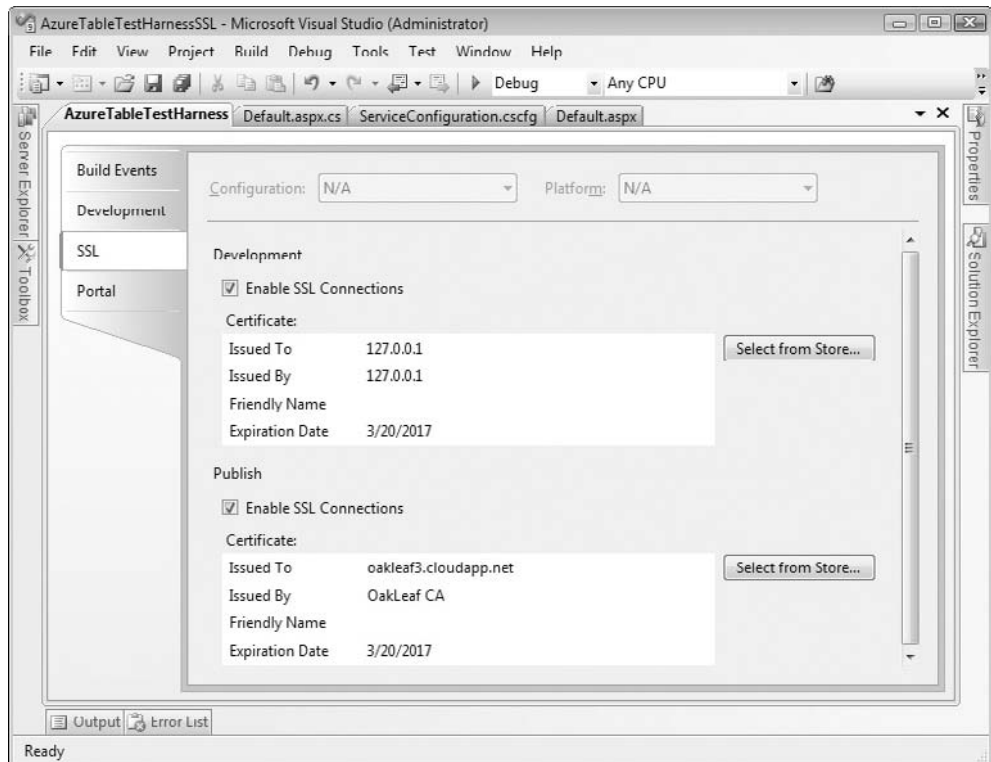 AzureTableTestHarnessSSL - Microsoft Visual Studio (Administrator)
File Edit View Project Build Debug Tools Test Window Help
Debug Any CPU
AzureTableTestHarness Default.aspx.cs ServiceConfiguration.cscfg Default.aspx
Server Explorer
Toolbox
Build Events
Development
SSL
Portal
Configuration: N/A Platform: N/A
Development
Enable SSL Connections
Certificate:
Issued To 127.0.0.1 Select from Store...
Issued By 127.0.0.1
Friendly Name
Expiration Date 3/20/2017
Publish
Enable SSL Connections
Certificate:
Issued To oakleaf3.cloudapp.net Select from Store...
Issued By OakLeaf CA
Friendly Name
Expiration Date 3/20/2017
Properties
Solution Explorer
Output Error List
Ready